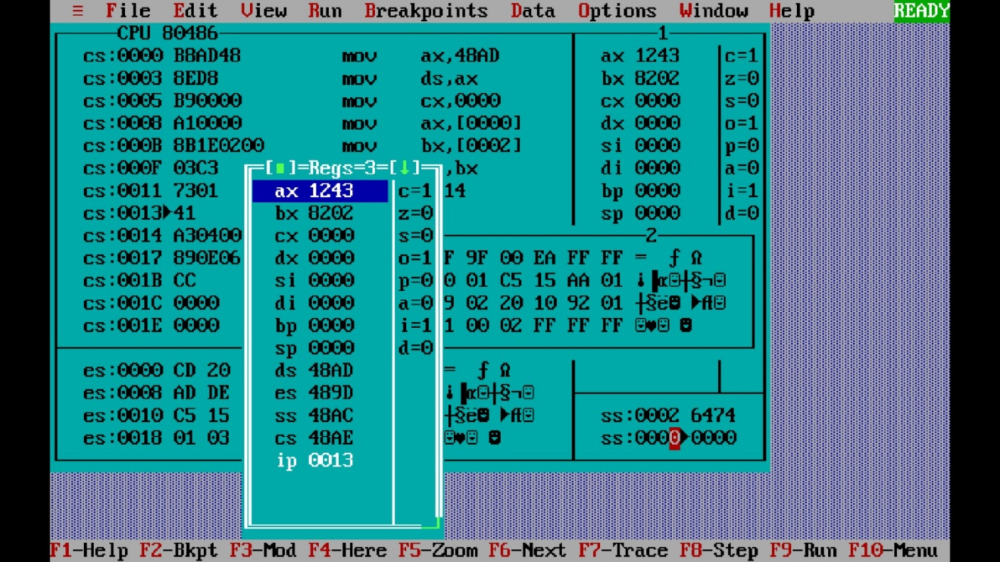 ≡ File Edit View Run Breakpoints Data Options Window Help READY
CPU 80486 1
cs:0000 B8AD48 mov ax,48AD ax 1243 c=1
cs:0003 8ED8 mov ds,ax bx 8202 z=0
cs:0005 B90000 mov cx,0000 cx 0000 s=0
cs:0008 A10000 mov ax,[0000] dx 0000 o=1
cs:000B 8B1E0200 mov bx,[0002] si 0000 p=0
cs:000F 03C3 [■]=Regs=3=[↓] ,bx di 0000 a=0
cs:0011 7301 ax 1243 c=1 14 bp 0000 i=1
cs:0013▶41 bx 8202 z=0 sp 0000 d=0
cs:0014 A30400 cx 0000 s=0 2
cs:0017 890E06 dx 0000 o=1 F 9F 00 EA FF FF = ƒ Ω
cs:001B CC si 0000 p=0 0 01 C5 15 AA 01 ¡▐α☺┼§¬☺
cs:001C 0000 di 0000 a=0 9 02 20 10 92 01 ┼§ë☻ ▶Æ☺
cs:001E 0000 bp 0000 i=1 1 00 02 FF FF FF ☺♥☺ ☻
sp 0000 d=0
es:0000 CD 20 ds 48AD = ƒ Ω
es:0008 AD DE es 489D ¡▐α☺┼§¬☺ 
es:0010 C5 15 ss 48AC ┼§ë☻ ▶Æ☺ ss:0002 6474
es:0018 01 03 cs 48AE ☺♥☺ ☻ ss:0000▶0000
ip 0013
F1-Help F2-Bkpt F3-Mod F4-Here F5-Zoom F6-Next F7-Trace F8-Step F9-Run F10-Menu